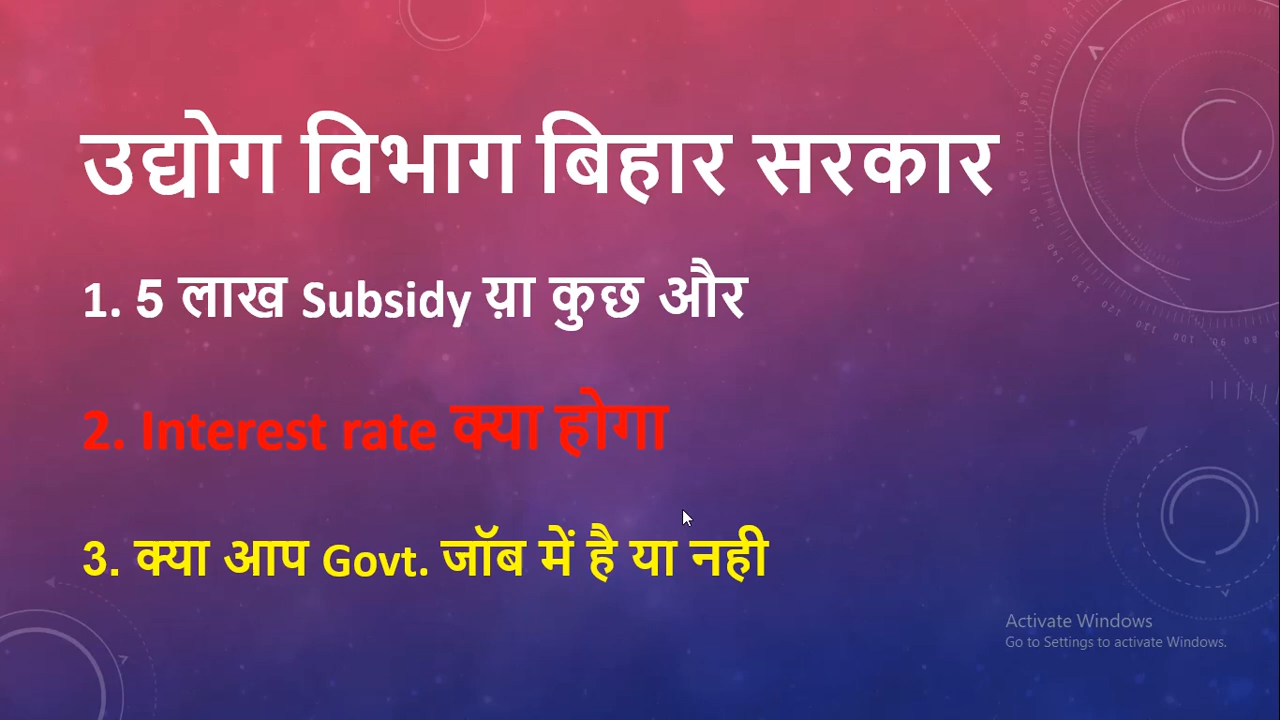 उद्योग विभाग बिहार सरकार
1. 5 लाख Subsidy य़ा कुछ और
2. Interest rate क्या होगा
3. क्या आप Govt. जॉब में है या नही
Activate Windows
Go to Settings to activate Windows.